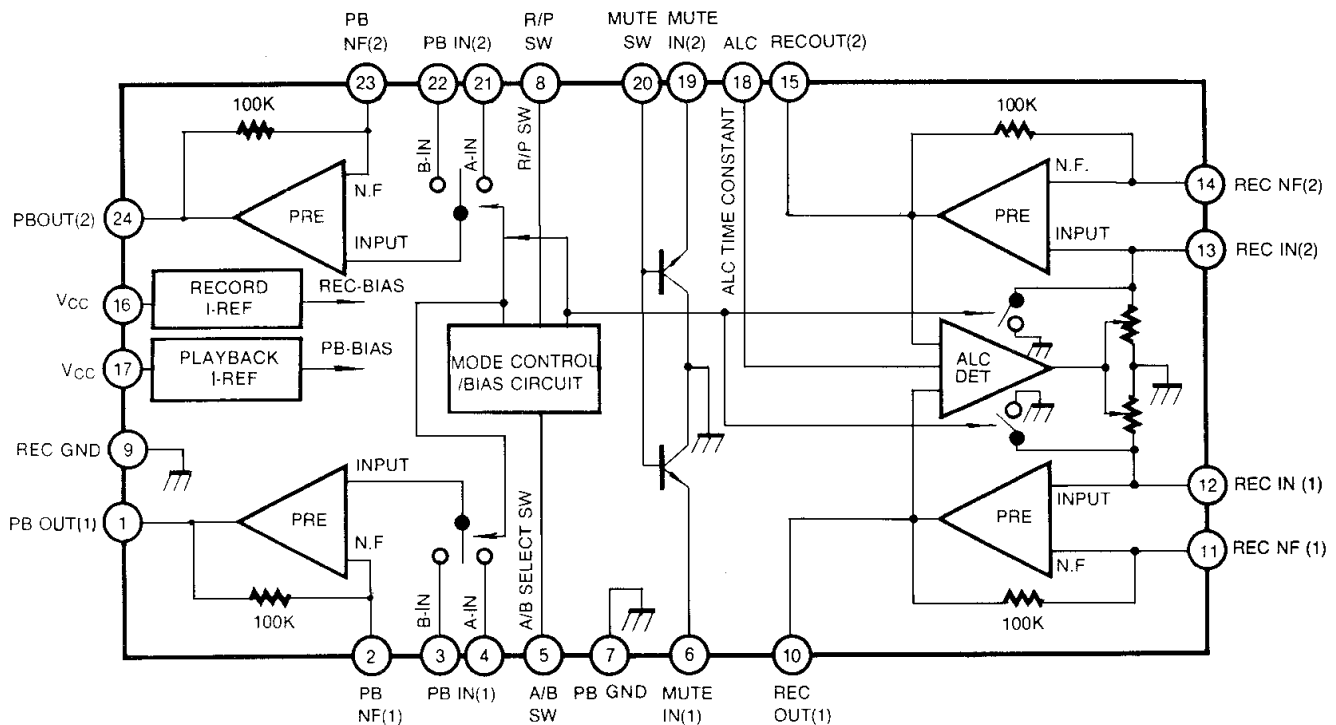 PB
NF(2)
PB IN(2)
R/P
SW
MUTE
SW
MUTE
IN(2)
ALC
RECOUT(2)
23
22
21
8
20
19
18
15
100K
B-IN
A-IN
R/P SW
ALC TIME CONSTANT
100K
N.F
PRE
INPUT
N.F.
PRE
INPUT
14
REC NF(2)
13
REC IN(2)
PBOUT(2)
24
VCC
16
RECORD
I-REF
REC-BIAS
VCC
17
PLAYBACK
I-REF
PB-BIAS
MODE CONTROL
/BIAS CIRCUIT
ALC
DET
REC GND
9
PB OUT(1)
1
INPUT
PRE
N.F
100K
B-IN
A-IN
A/B SELECT SW
INPUT
PRE
N.F
100K
12
REC IN (1)
11
REC NF (1)
2
3
4
5
7
6
10
PB
NF(1)
PB IN(1)
A/B
SW
PB GND
MUTE
IN(1)
REC
OUT(1)